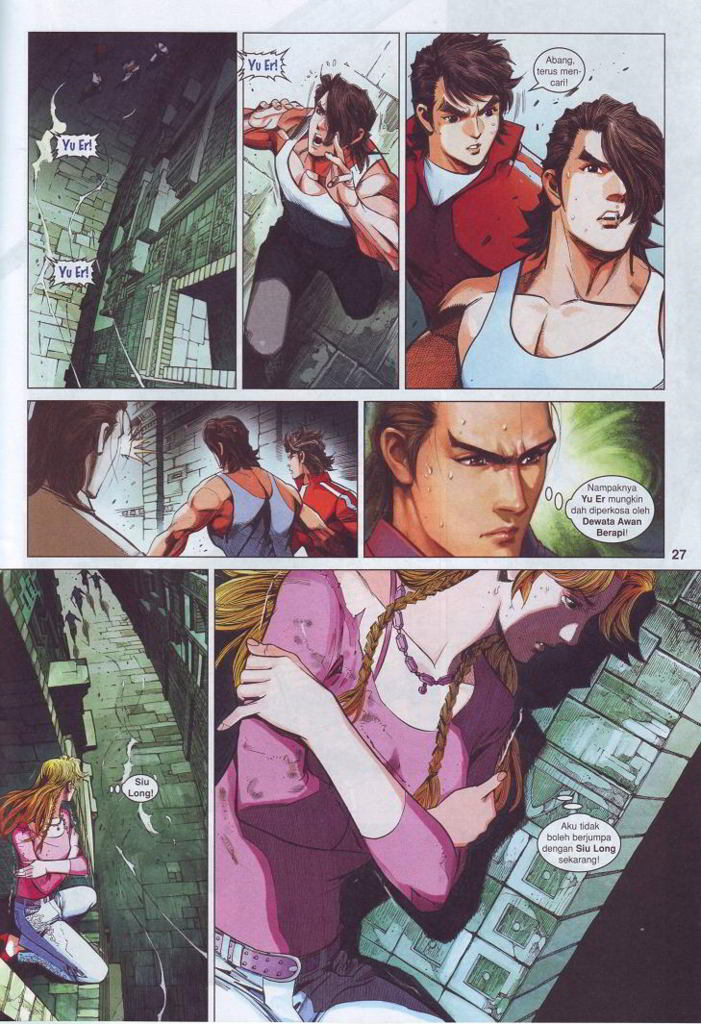 Yu Er!
Yu Er!
Yu Er!
Abang,
terus men-
cari!
Nampaknya
Yu Er mungkin
dah diperkosa oleh
Dewata Awan
Berapi!
27
Siu
Long!
Aku tidak
boleh berjumpa
dengan Siu Long
sekarang!